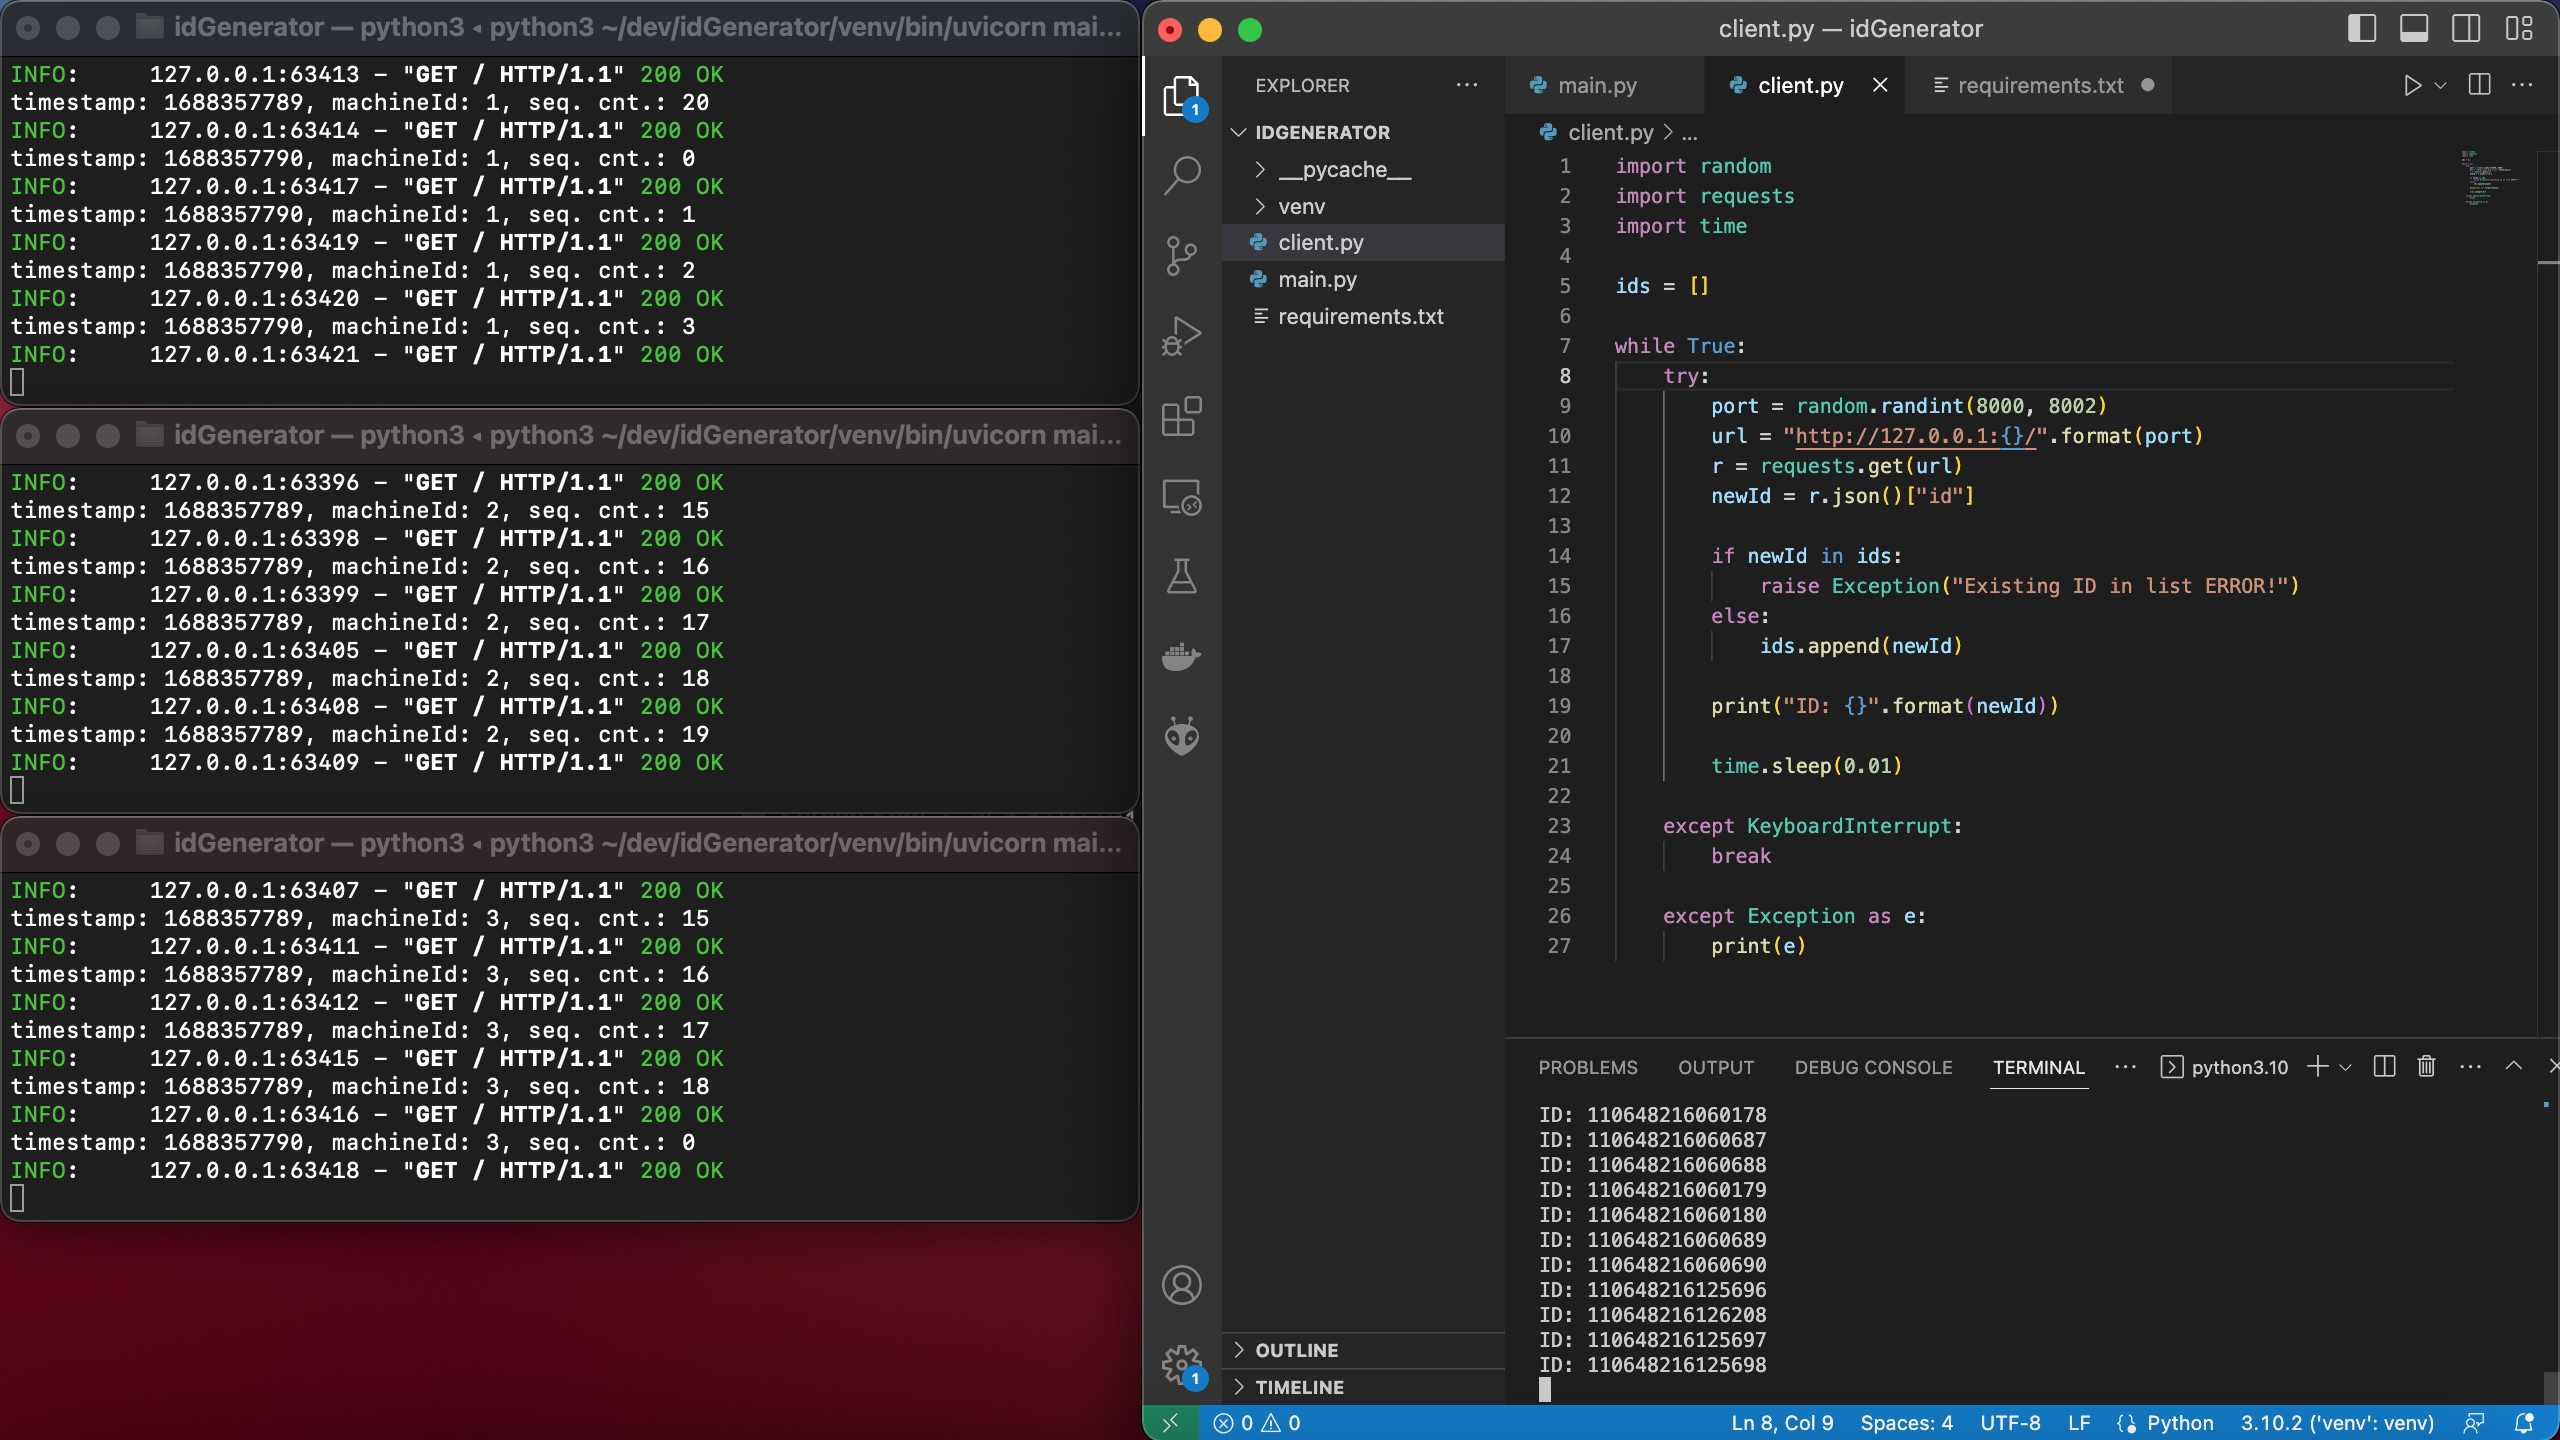 idGenerator — python3 ◂ python3 ~/dev/idGenerator/venv/bin/uvicorn mai...
INFO:     127.0.0.1:63413 - "GET / HTTP/1.1" 200 OK
timestamp: 1688357789, machineId: 1, seq. cnt.: 20
INFO:     127.0.0.1:63414 - "GET / HTTP/1.1" 200 OK
timestamp: 1688357790, machineId: 1, seq. cnt.: 0
INFO:     127.0.0.1:63417 - "GET / HTTP/1.1" 200 OK
timestamp: 1688357790, machineId: 1, seq. cnt.: 1
INFO:     127.0.0.1:63419 - "GET / HTTP/1.1" 200 OK
timestamp: 1688357790, machineId: 1, seq. cnt.: 2
INFO:     127.0.0.1:63420 - "GET / HTTP/1.1" 200 OK
timestamp: 1688357790, machineId: 1, seq. cnt.: 3
INFO:     127.0.0.1:63421 - "GET / HTTP/1.1" 200 OK
idGenerator — python3 ◂ python3 ~/dev/idGenerator/venv/bin/uvicorn mai...
INFO:     127.0.0.1:63396 - "GET / HTTP/1.1" 200 OK
timestamp: 1688357789, machineId: 2, seq. cnt.: 15
INFO:     127.0.0.1:63398 - "GET / HTTP/1.1" 200 OK
timestamp: 1688357789, machineId: 2, seq. cnt.: 16
INFO:     127.0.0.1:63399 - "GET / HTTP/1.1" 200 OK
timestamp: 1688357789, machineId: 2, seq. cnt.: 17
INFO:     127.0.0.1:63405 - "GET / HTTP/1.1" 200 OK
timestamp: 1688357789, machineId: 2, seq. cnt.: 18
INFO:     127.0.0.1:63408 - "GET / HTTP/1.1" 200 OK
timestamp: 1688357789, machineId: 2, seq. cnt.: 19
INFO:     127.0.0.1:63409 - "GET / HTTP/1.1" 200 OK
idGenerator — python3 ◂ python3 ~/dev/idGenerator/venv/bin/uvicorn mai...
INFO:     127.0.0.1:63407 - "GET / HTTP/1.1" 200 OK
timestamp: 1688357789, machineId: 3, seq. cnt.: 15
INFO:     127.0.0.1:63411 - "GET / HTTP/1.1" 200 OK
timestamp: 1688357789, machineId: 3, seq. cnt.: 16
INFO:     127.0.0.1:63412 - "GET / HTTP/1.1" 200 OK
timestamp: 1688357789, machineId: 3, seq. cnt.: 17
INFO:     127.0.0.1:63415 - "GET / HTTP/1.1" 200 OK
timestamp: 1688357789, machineId: 3, seq. cnt.: 18
INFO:     127.0.0.1:63416 - "GET / HTTP/1.1" 200 OK
timestamp: 1688357790, machineId: 3, seq. cnt.: 0
INFO:     127.0.0.1:63418 - "GET / HTTP/1.1" 200 OK
client.py — idGenerator
1
1
EXPLORER
IDGENERATOR
__pycache__
venv
client.py
main.py
requirements.txt
OUTLINE
TIMELINE
main.py client.py requirements.txt
client.py > ...
1 import random
2 import requests
3 import time
4
5 ids = []
6
7 while True:
8     try:
9         port = random.randint(8000, 8002)
10         url = "http://127.0.0.1:{}/".format(port)
11         r = requests.get(url)
12         newId = r.json()["id"]
13
14         if newId in ids:
15             raise Exception("Existing ID in list ERROR!")
16         else:
17             ids.append(newId)
18
19         print("ID: {}".format(newId))
20
21         time.sleep(0.01)
22
23     except KeyboardInterrupt:
24         break
25
26     except Exception as e:
27         print(e)
PROBLEMS OUTPUT DEBUG CONSOLE TERMINAL python3.10
ID: 110648216060178
ID: 110648216060687
ID: 110648216060688
ID: 110648216060179
ID: 110648216060180
ID: 110648216060689
ID: 110648216060690
ID: 110648216125696
ID: 110648216126208
ID: 110648216125697
ID: 110648216125698
0 0 Ln 8, Col 9 Spaces: 4 UTF-8 LF Python 3.10.2 ('venv': venv)